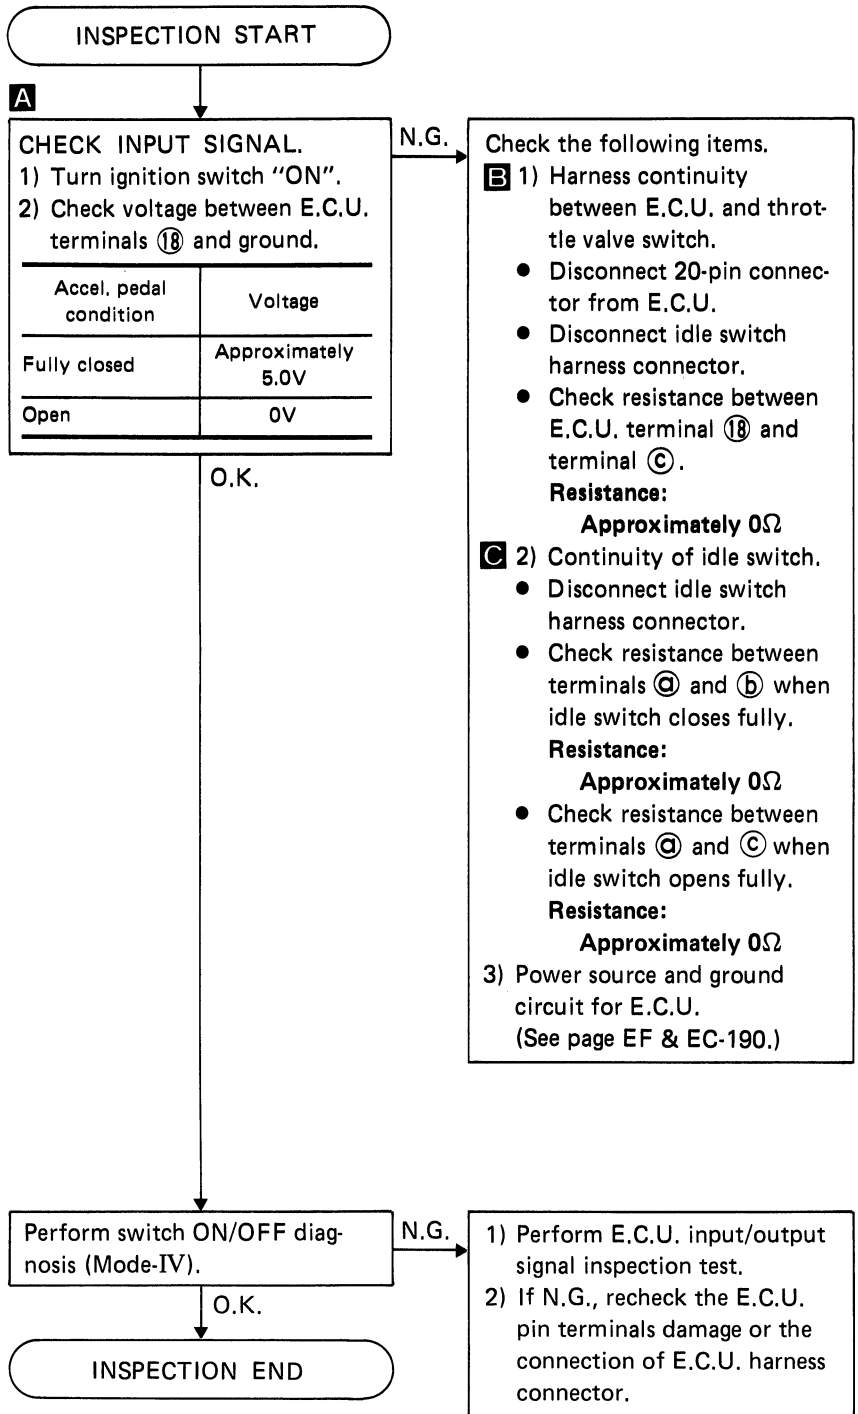 INSPECTION START
A
CHECK INPUT SIGNAL.
1) Turn ignition switch "ON".
2) Check voltage between E.C.U.
terminals ⑱ and ground.
Accel. pedal
condition
Voltage
Fully closed
Approximately
5.0V
Open
0V
N.G.
O.K.
Check the following items.
B 1) Harness continuity
between E.C.U. and throt-
tle valve switch.
● Disconnect 20-pin connec-
tor from E.C.U.
● Disconnect idle switch
harness connector.
● Check resistance between
E.C.U. terminal ⑱ and
terminal ⓒ.
Resistance:
Approximately 0Ω
C 2) Continuity of idle switch.
● Disconnect idle switch
harness connector.
● Check resistance between
terminals ⓐ and ⓑ when
idle switch closes fully.
Resistance:
Approximately 0Ω
● Check resistance between
terminals ⓐ and ⓒ when
idle switch opens fully.
Resistance:
Approximately 0Ω
3) Power source and ground
circuit for E.C.U.
(See page EF & EC-190.)
Perform switch ON/OFF diag-
nosis (Mode-IV).
N.G.
O.K.
1) Perform E.C.U. input/output
signal inspection test.
2) If N.G., recheck the E.C.U.
pin terminals damage or the
connection of E.C.U. harness
connector.
INSPECTION END